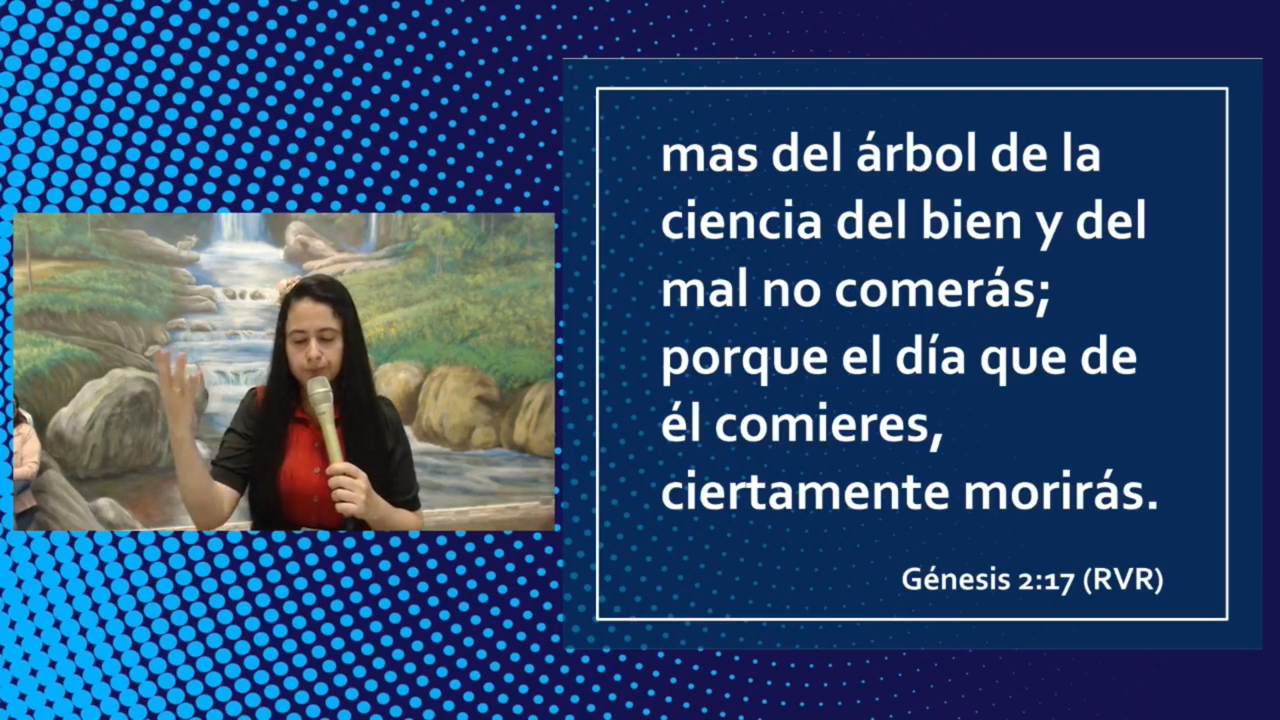 mas del árbol de la
ciencia del bien y del
mal no comerás;
porque el día que de
él comieres,
ciertamente morirás.
Génesis 2:17 (RVR)